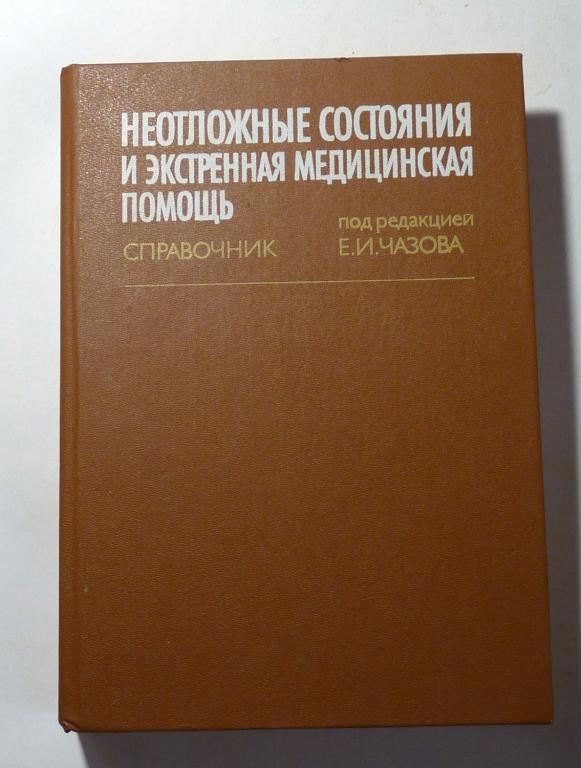 НЕОТЛОЖНЫЕ СОСТОЯНИЯ
И ЭКСТРЕННАЯ МЕДИЦИНСКАЯ
ПОМОЩЬ
под редакцией
СПРАВОЧНИК Е.И.ЧАЗОВА